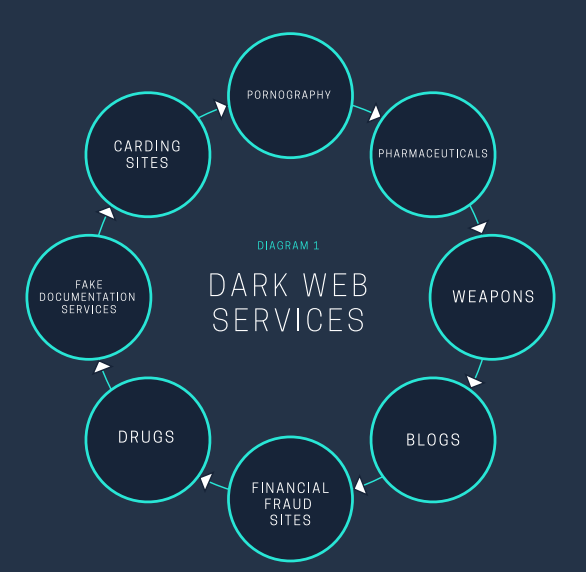 DIAGRAM 1
DARK WEB
SERVICES
PORNOGRAPHY
PHARMACEUTICALS
WEAPONS
BLOGS
FINANCIAL
FRAUD
SITES
DRUGS
FAKE
DOCUMENTATION
SERVICES
CARDING
SITES